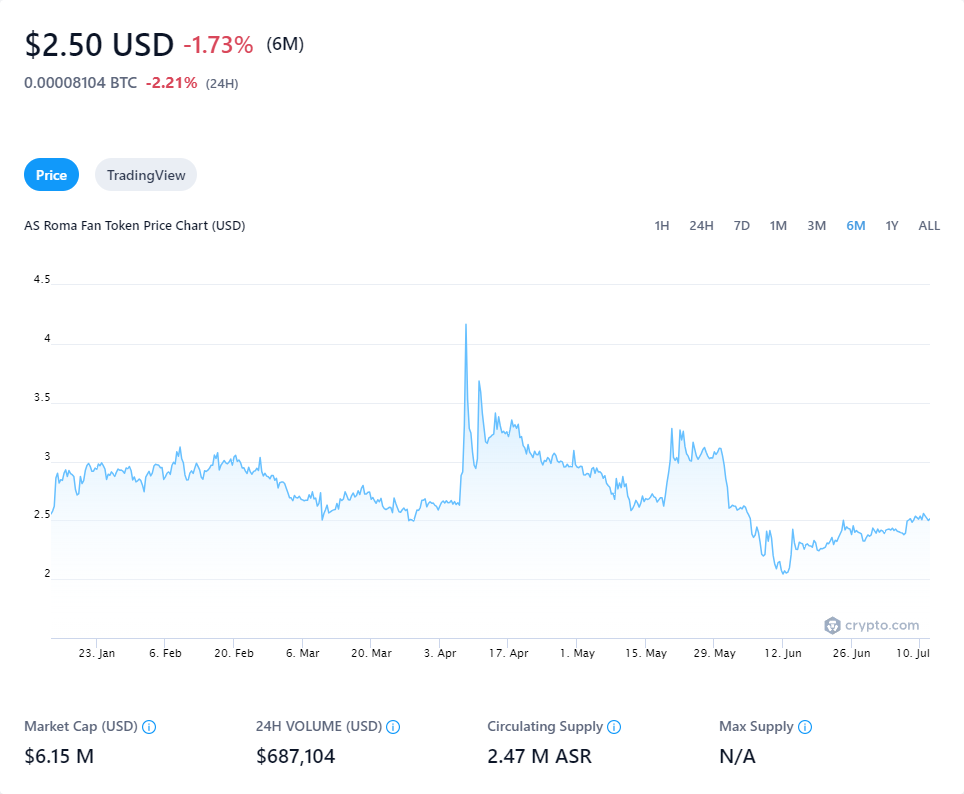 $2.50 USD -1.73% (6M)
0.00008104 BTC -2.21% (24H)
Price TradingView
AS Roma Fan Token Price Chart (USD) 1H 24H 7D 1M 3M 6M 1Y ALL
4.5
4
3.5
3
2.5
2
crypto.com
23. Jan 6. Feb 20. Feb 6. Mar 20. Mar 3. Apr 17. Apr 1. May 15. May 29. May 12. Jun 26. Jun 10. Jul
Market Cap (USD) 24H VOLUME (USD) Circulating Supply Max Supply
$6.15 M $687,104 2.47 M ASR N/A